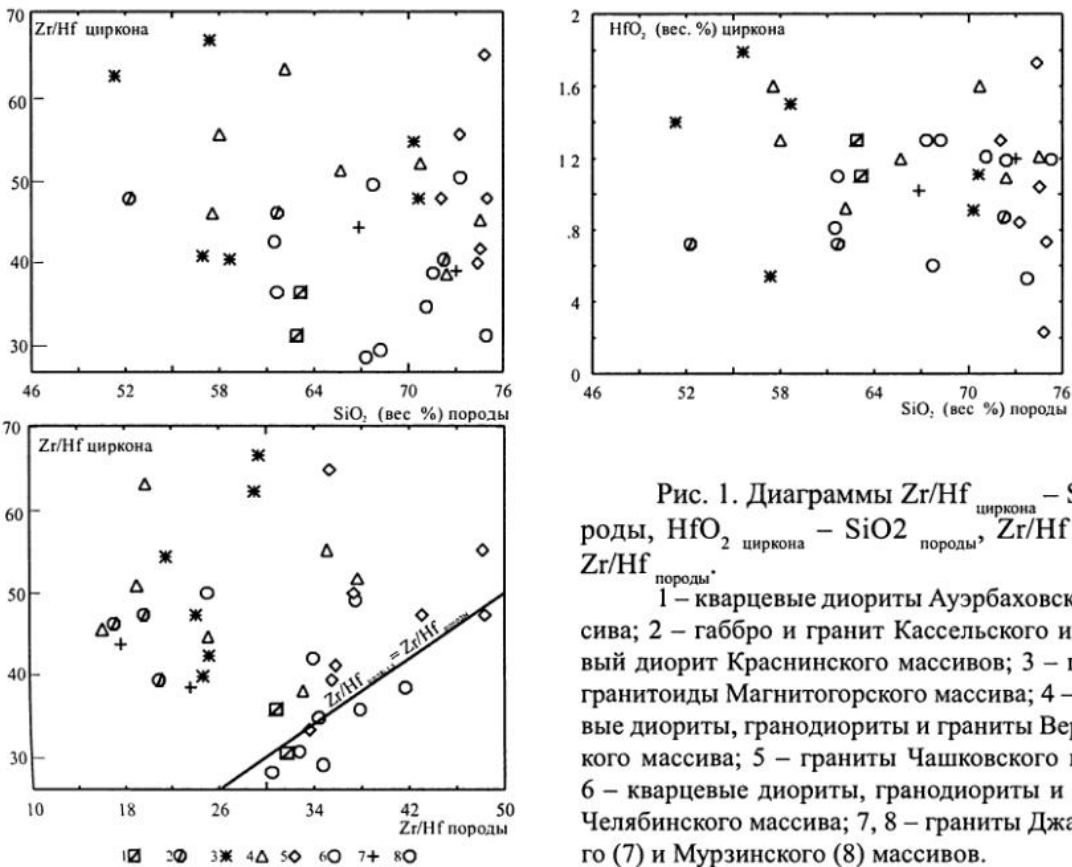 70
Zr/Hf циркона
60
50
40
30
46 52 58 64 70 76
SiO₂ (вес %) породы
2
HfO₂ (вес. %) циркона
1.6
1.2
.8
4
0
46 52 58 64 70 76
SiO₂ (вес %) породы
70
Zr/Hf циркона
60
50
40
30
Zr/Hf = Zr/Hf
10 18 26 34 42 50
Zr/Hf породы
1 2 3 4 5 6 7 8
Рис. 1. Диаграммы Zr/Hf циркона – S
роды, HfO₂ циркона – SiO2 породы, Zr/Hf
Zr/Hf породы.
1 – кварцевые диориты Ауэрбаховск
сива; 2 – габбро и гранит Кассельского и
вый диорит Краснинского массивов; 3 – г
гранитоиды Магнитогорского массива; 4 –
вые диориты, гранодиориты и граниты Вер
кого массива; 5 – граниты Чашковского
6 – кварцевые диориты, гранодиориты и
Челябинского массива; 7, 8 – граниты Джа
го (7) и Мурзинского (8) массивов.